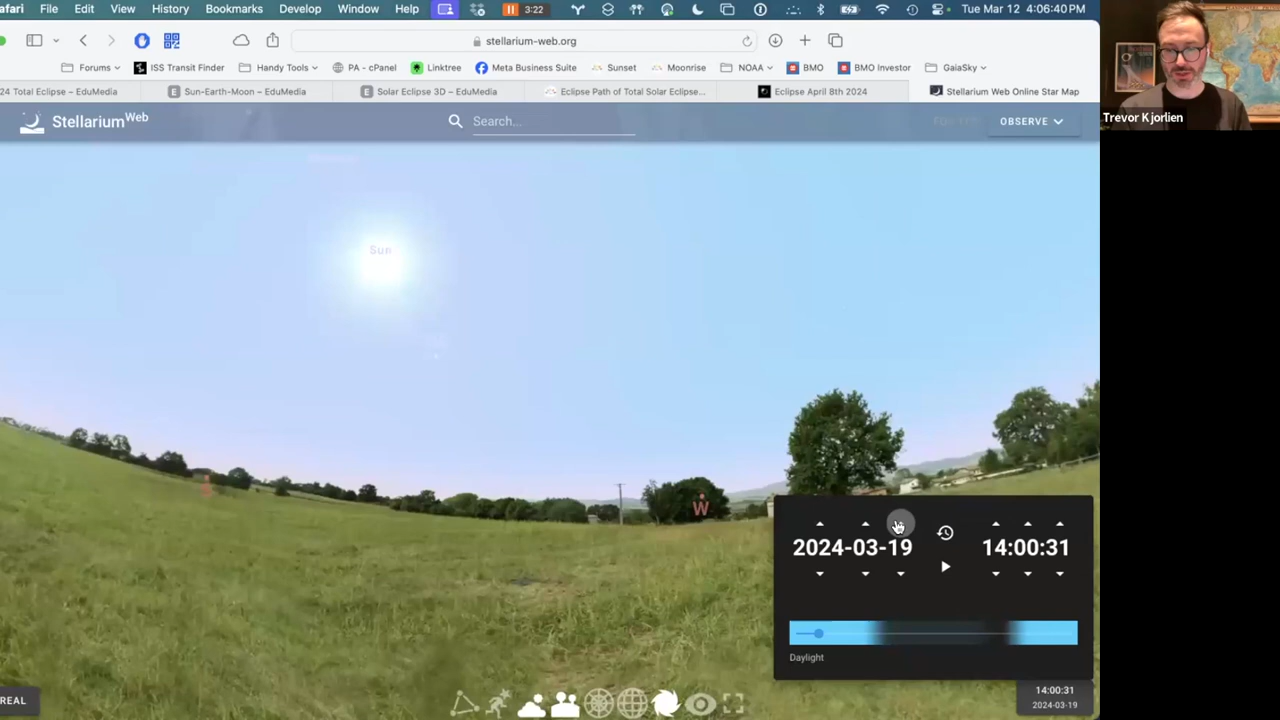 afari File Edit View History Bookmarks Develop Window Help 3:22 Tue Mar 12 4:06:40 PM
stellarium-web.org
Forums ISS Transit Finder Handy Tools PA - cPanel Linktree Meta Business Suite Sunset Moonrise NOAA BMO BMO Investor GaiaSky
24 Total Eclipse – EduMedia Sun-Earth-Moon – EduMedia Solar Eclipse 3D – EduMedia Eclipse Path of Total Solar Eclipse... Eclipse April 8th 2024 Stellarium Web Online Star Map
Trevor Kjorlien
StellariumWeb Search... OBSERVE
Sun
W
2024-03-19 14:00:31
Daylight
REAL
14:00:31
2024-03-19